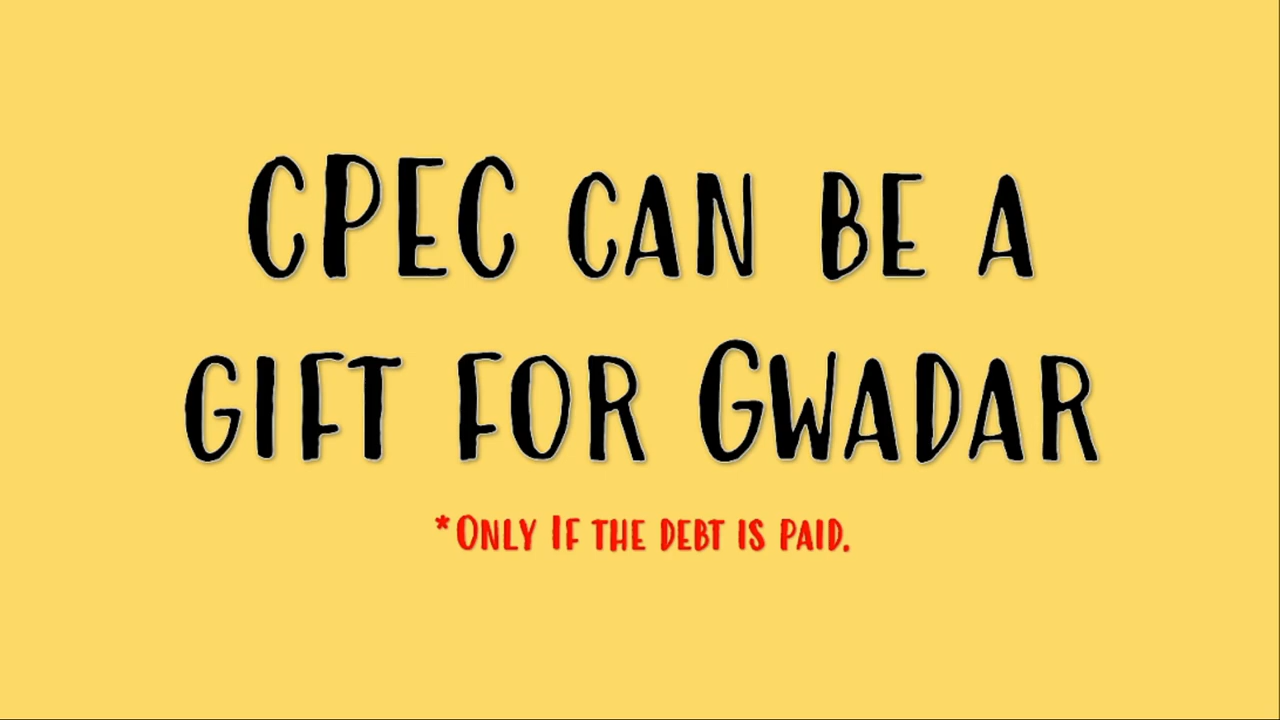 CPEC CAN BE A
GIFT FOR GWADAR
*ONLY IF THE DEBT IS PAID.